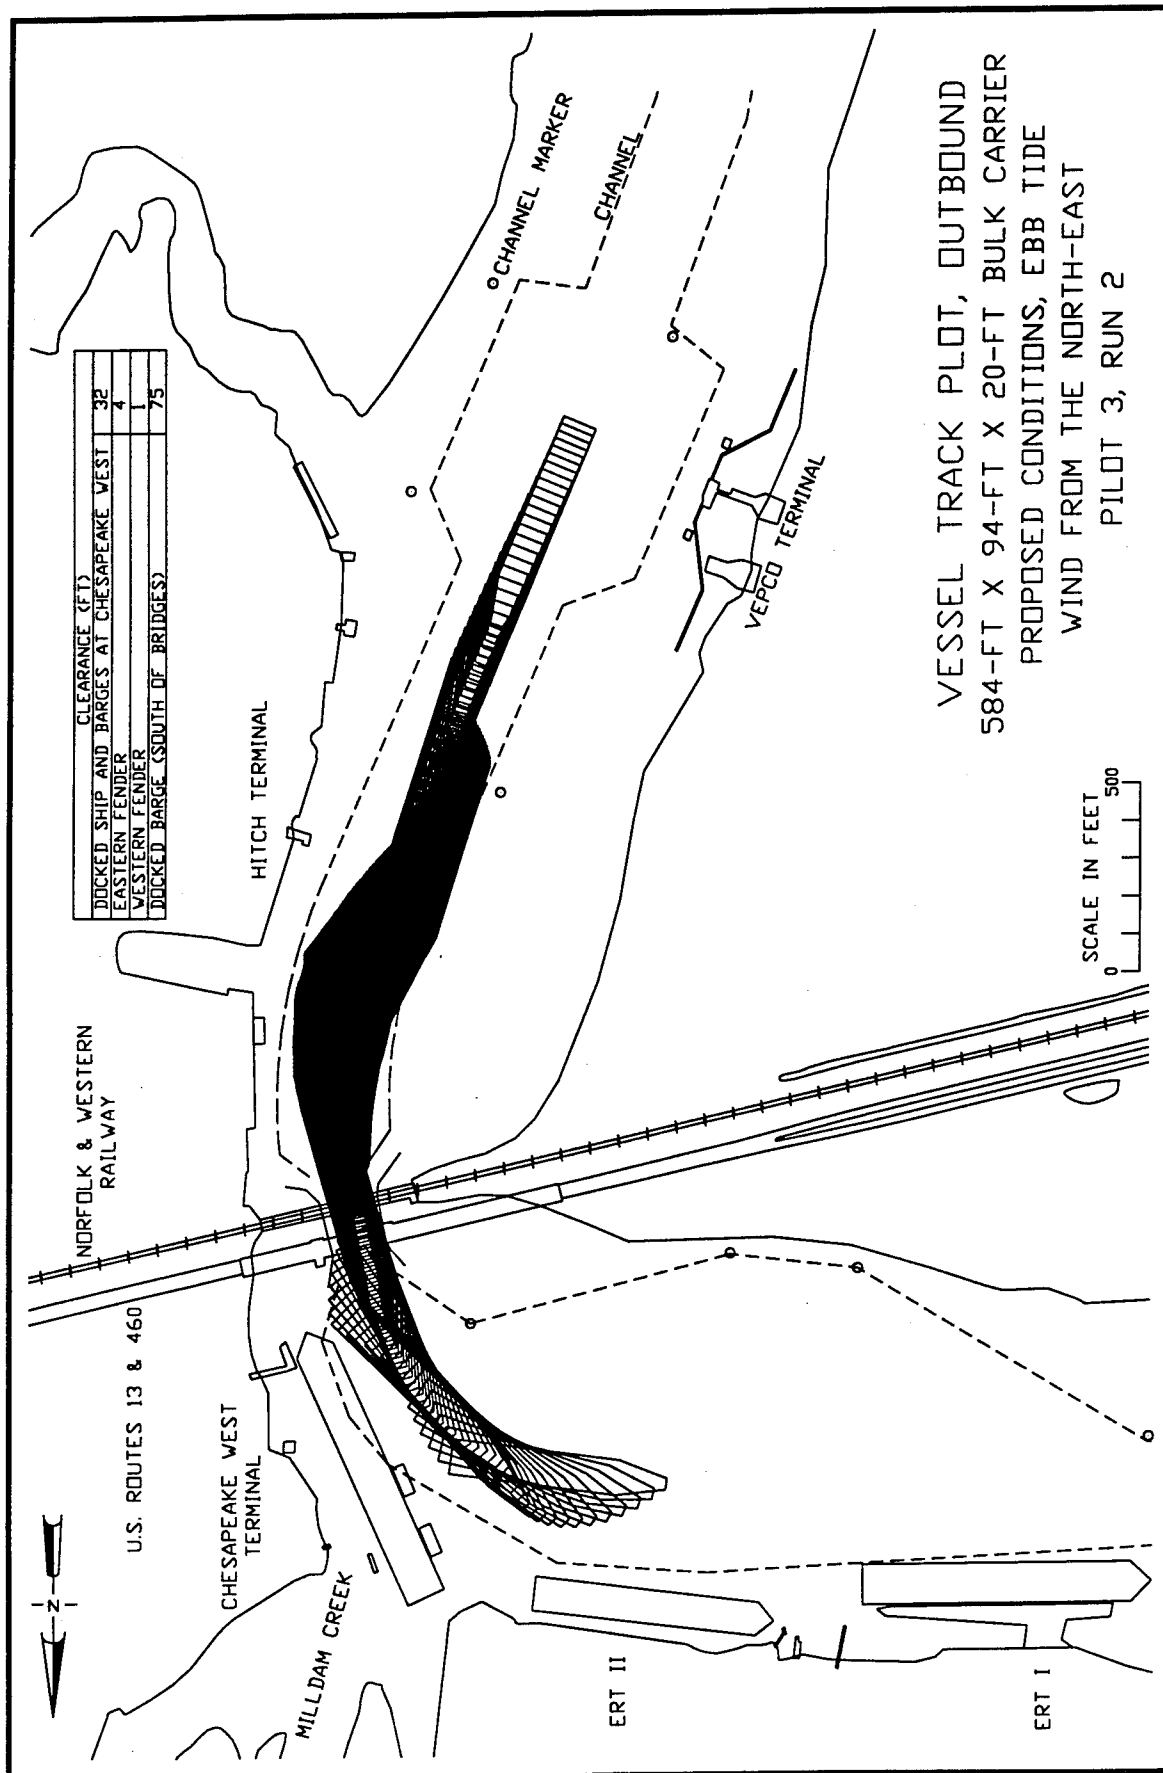 CLEARANCE (FT)
DOCKED SHIP AND BARGES AT CHESAPEAKE WEST 32
EASTERN FENDER 4
WESTERN FENDER 1
DOCKED BARGE (SOUTH OF BRIDGES) 75
N
U.S. ROUTES 13 & 460
NORFOLK & WESTERN
RAILWAY
HITCH TERMINAL
CHANNEL MARKER
CHANNEL
CHESAPEAKE WEST
TERMINAL
MILLDAM CREEK
VEPCO TERMINAL
ERT II
ERT I
SCALE IN FEET
0 500
VESSEL TRACK PLOT, OUTBOUND
584-FT X 94-FT X 20-FT BULK CARRIER
PROPOSED CONDITIONS, EBB TIDE
WIND FROM THE NORTH-EAST
PILOT 3, RUN 2